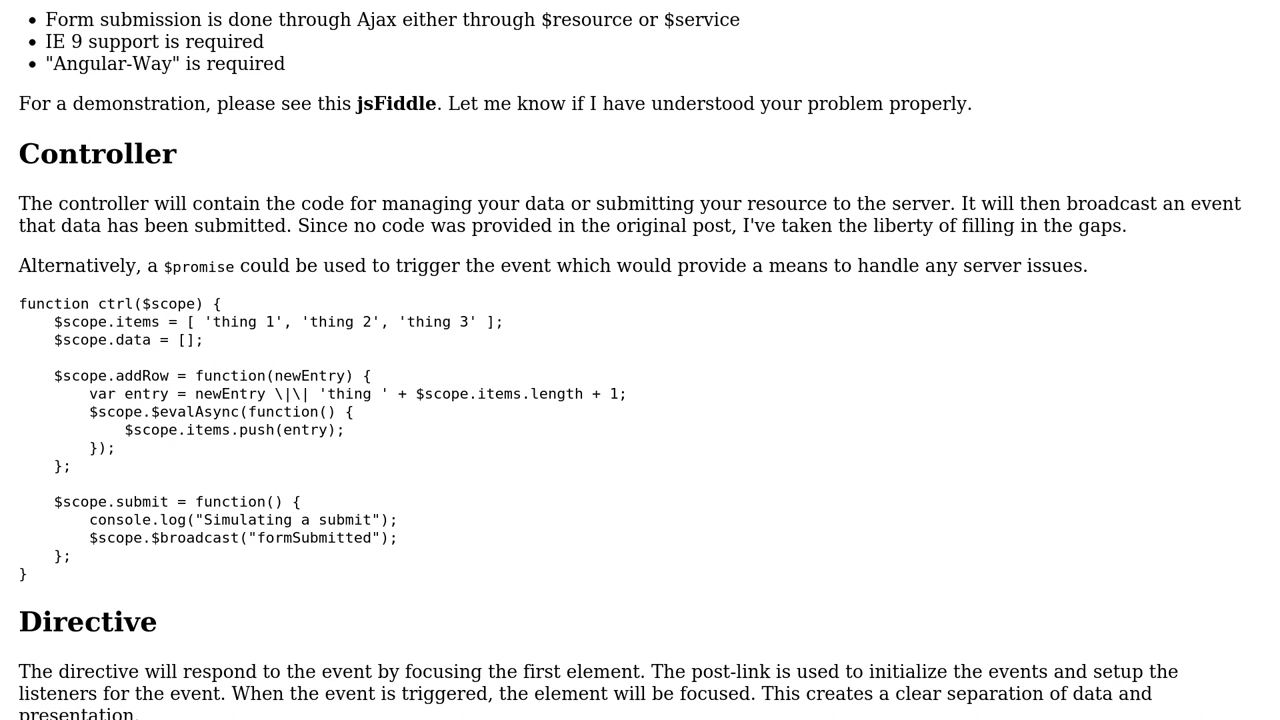 • Form submission is done through Ajax either through $resource or $service
• IE 9 support is required
• "Angular-Way" is required
For a demonstration, please see this jsFiddle. Let me know if I have understood your problem properly.
Controller
The controller will contain the code for managing your data or submitting your resource to the server. It will then broadcast an event
that data has been submitted. Since no code was provided in the original post, I've taken the liberty of filling in the gaps.
Alternatively, a $promise could be used to trigger the event which would provide a means to handle any server issues.
function ctrl($scope) {
    $scope.items = [ 'thing 1', 'thing 2', 'thing 3' ];
    $scope.data = [];
    $scope.addRow = function(newEntry) {
        var entry = newEntry \|\| 'thing ' + $scope.items.length + 1;
        $scope.$evalAsync(function() {
            $scope.items.push(entry);
        });
    };
    $scope.submit = function() {
        console.log("Simulating a submit");
        $scope.$broadcast("formSubmitted");
    };
}
Directive
The directive will respond to the event by focusing the first element. The post-link is used to initialize the events and setup the
listeners for the event. When the event is triggered, the element will be focused. This creates a clear separation of data and
presentation.